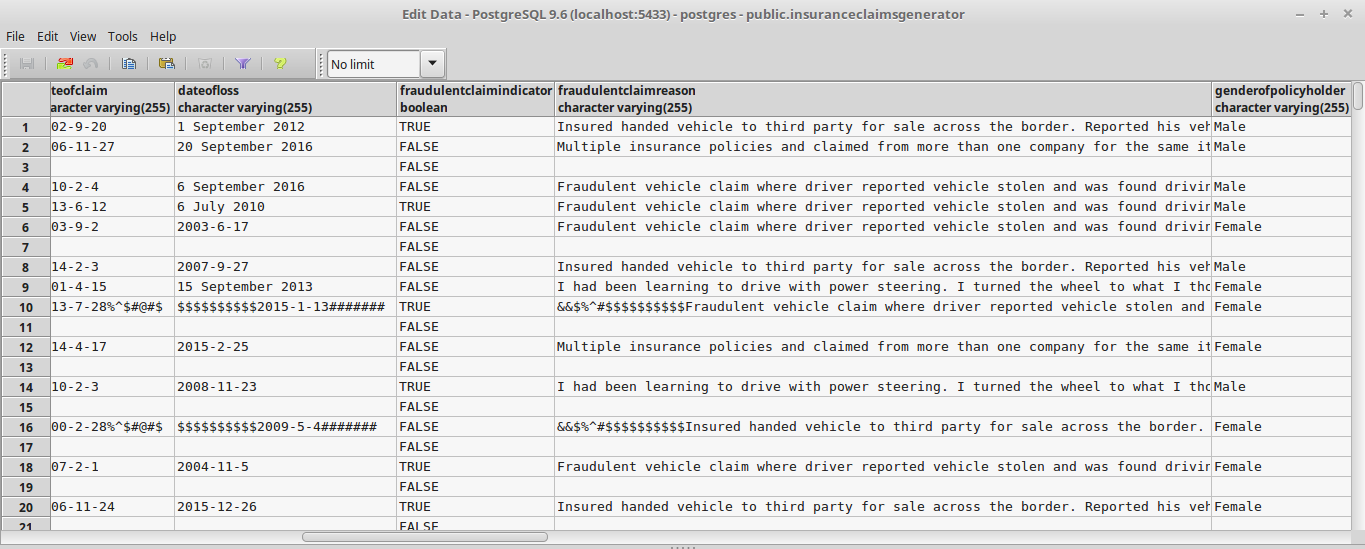 Edit Data - PostgreSQL 9.6 (localhost:5433) - postgres - public.insuranceclaimsgenerator
File Edit View Tools Help
No limit
teofclaim dateofloss fraudulentclaimindicator fraudulentclaimreason genderofpolicyholder
aracter varying(255) character varying(255) boolean character varying(255) character varying(255)
1 02-9-20 1 September 2012 TRUE Insured handed vehicle to third party for sale across the border. Reported his veh Male
2 06-11-27 20 September 2016 FALSE Multiple insurance policies and claimed from more than one company for the same it Male
3 FALSE
4 10-2-4 6 September 2016 FALSE Fraudulent vehicle claim where driver reported vehicle stolen and was found drivin Male
5 13-6-12 6 July 2010 TRUE Fraudulent vehicle claim where driver reported vehicle stolen and was found drivin Male
6 03-9-2 2003-6-17 FALSE Fraudulent vehicle claim where driver reported vehicle stolen and was found drivin Female
7 FALSE
8 14-2-3 2007-9-27 FALSE Insured handed vehicle to third party for sale across the border. Reported his veh Male
9 01-4-15 15 September 2013 FALSE I had been learning to drive with power steering. I turned the wheel to what I tho Female
10 13-7-28%^$#@#$ $$$$$$$$$$2015-1-13####### TRUE &&$%^#$$$$$$$$$$Fraudulent vehicle claim where driver reported vehicle stolen and Female
11 FALSE
12 14-4-17 2015-2-25 FALSE Multiple insurance policies and claimed from more than one company for the same it Female
13 FALSE
14 10-2-3 2008-11-23 TRUE I had been learning to drive with power steering. I turned the wheel to what I tho Male
15 FALSE
16 00-2-28%^$#@#$ $$$$$$$$$$2009-5-4####### FALSE &&$%^#$$$$$$$$$$Insured handed vehicle to third party for sale across the border. Female
17 FALSE
18 07-2-1 2004-11-5 TRUE Fraudulent vehicle claim where driver reported vehicle stolen and was found drivin Female
19 FALSE
20 06-11-24 2015-12-26 TRUE Insured handed vehicle to third party for sale across the border. Reported his veh Female
21 FALSE